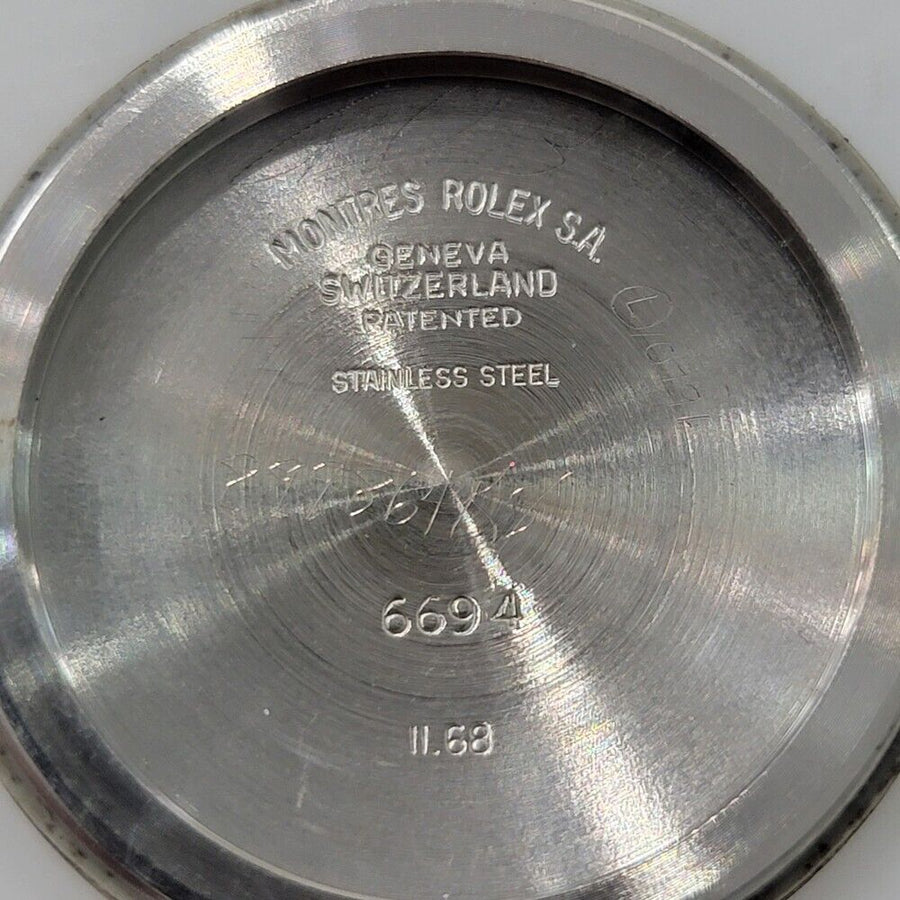 MONTRES ROLEX S.A.
GENEVA
SWITZERLAND
PATENTED
STAINLESS STEEL
6694
II.68